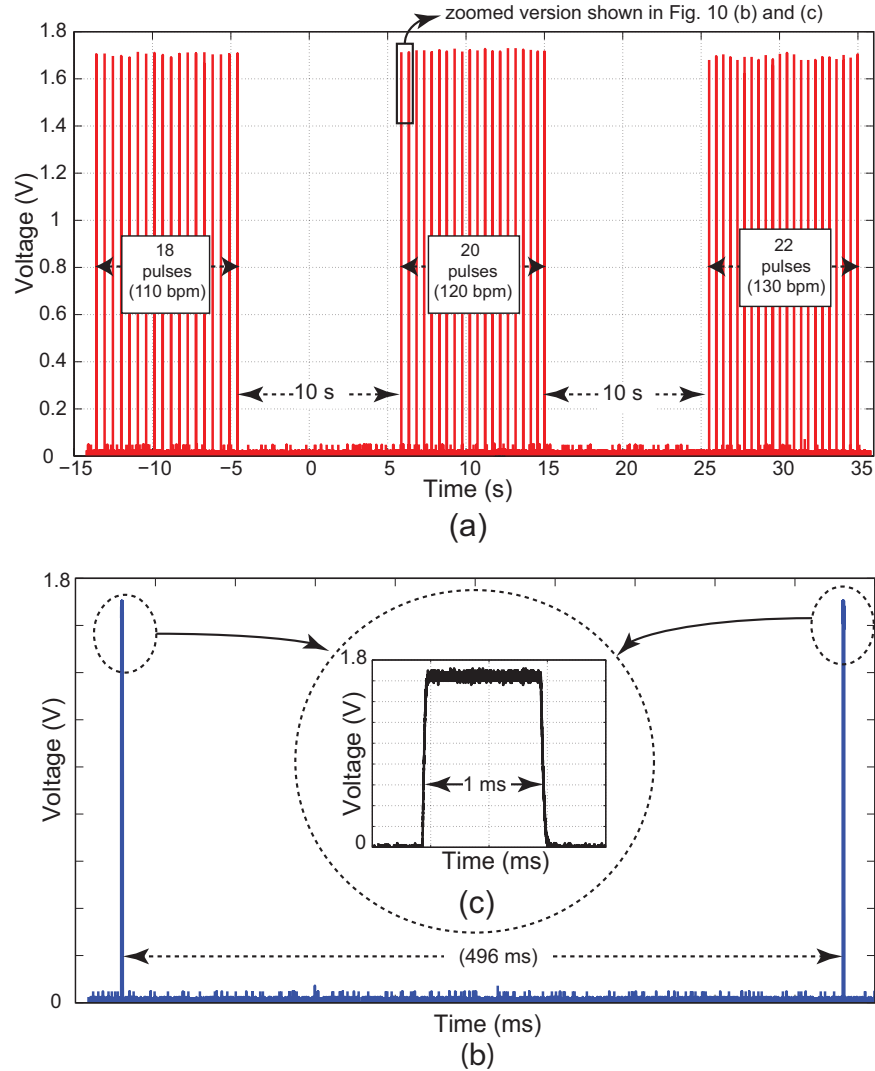 zoomed version shown in Fig. 10 (b) and (c)
1.8
1.6
1.4
1.2
1
0.8
0.6
0.4
0.2
0
Voltage (V)
18
pulses
(110 bpm)
20
pulses
(120 bpm)
22
pulses
(130 bpm)
10 s
10 s
−15 −10 −5 0 5 10 15 20 25 30 35
Time (s)
(a)
1.8
Voltage (V)
0
1.8
Voltage (V)
0
1 ms
Time (ms)
(c)
(496 ms)
Time (ms)
(b)